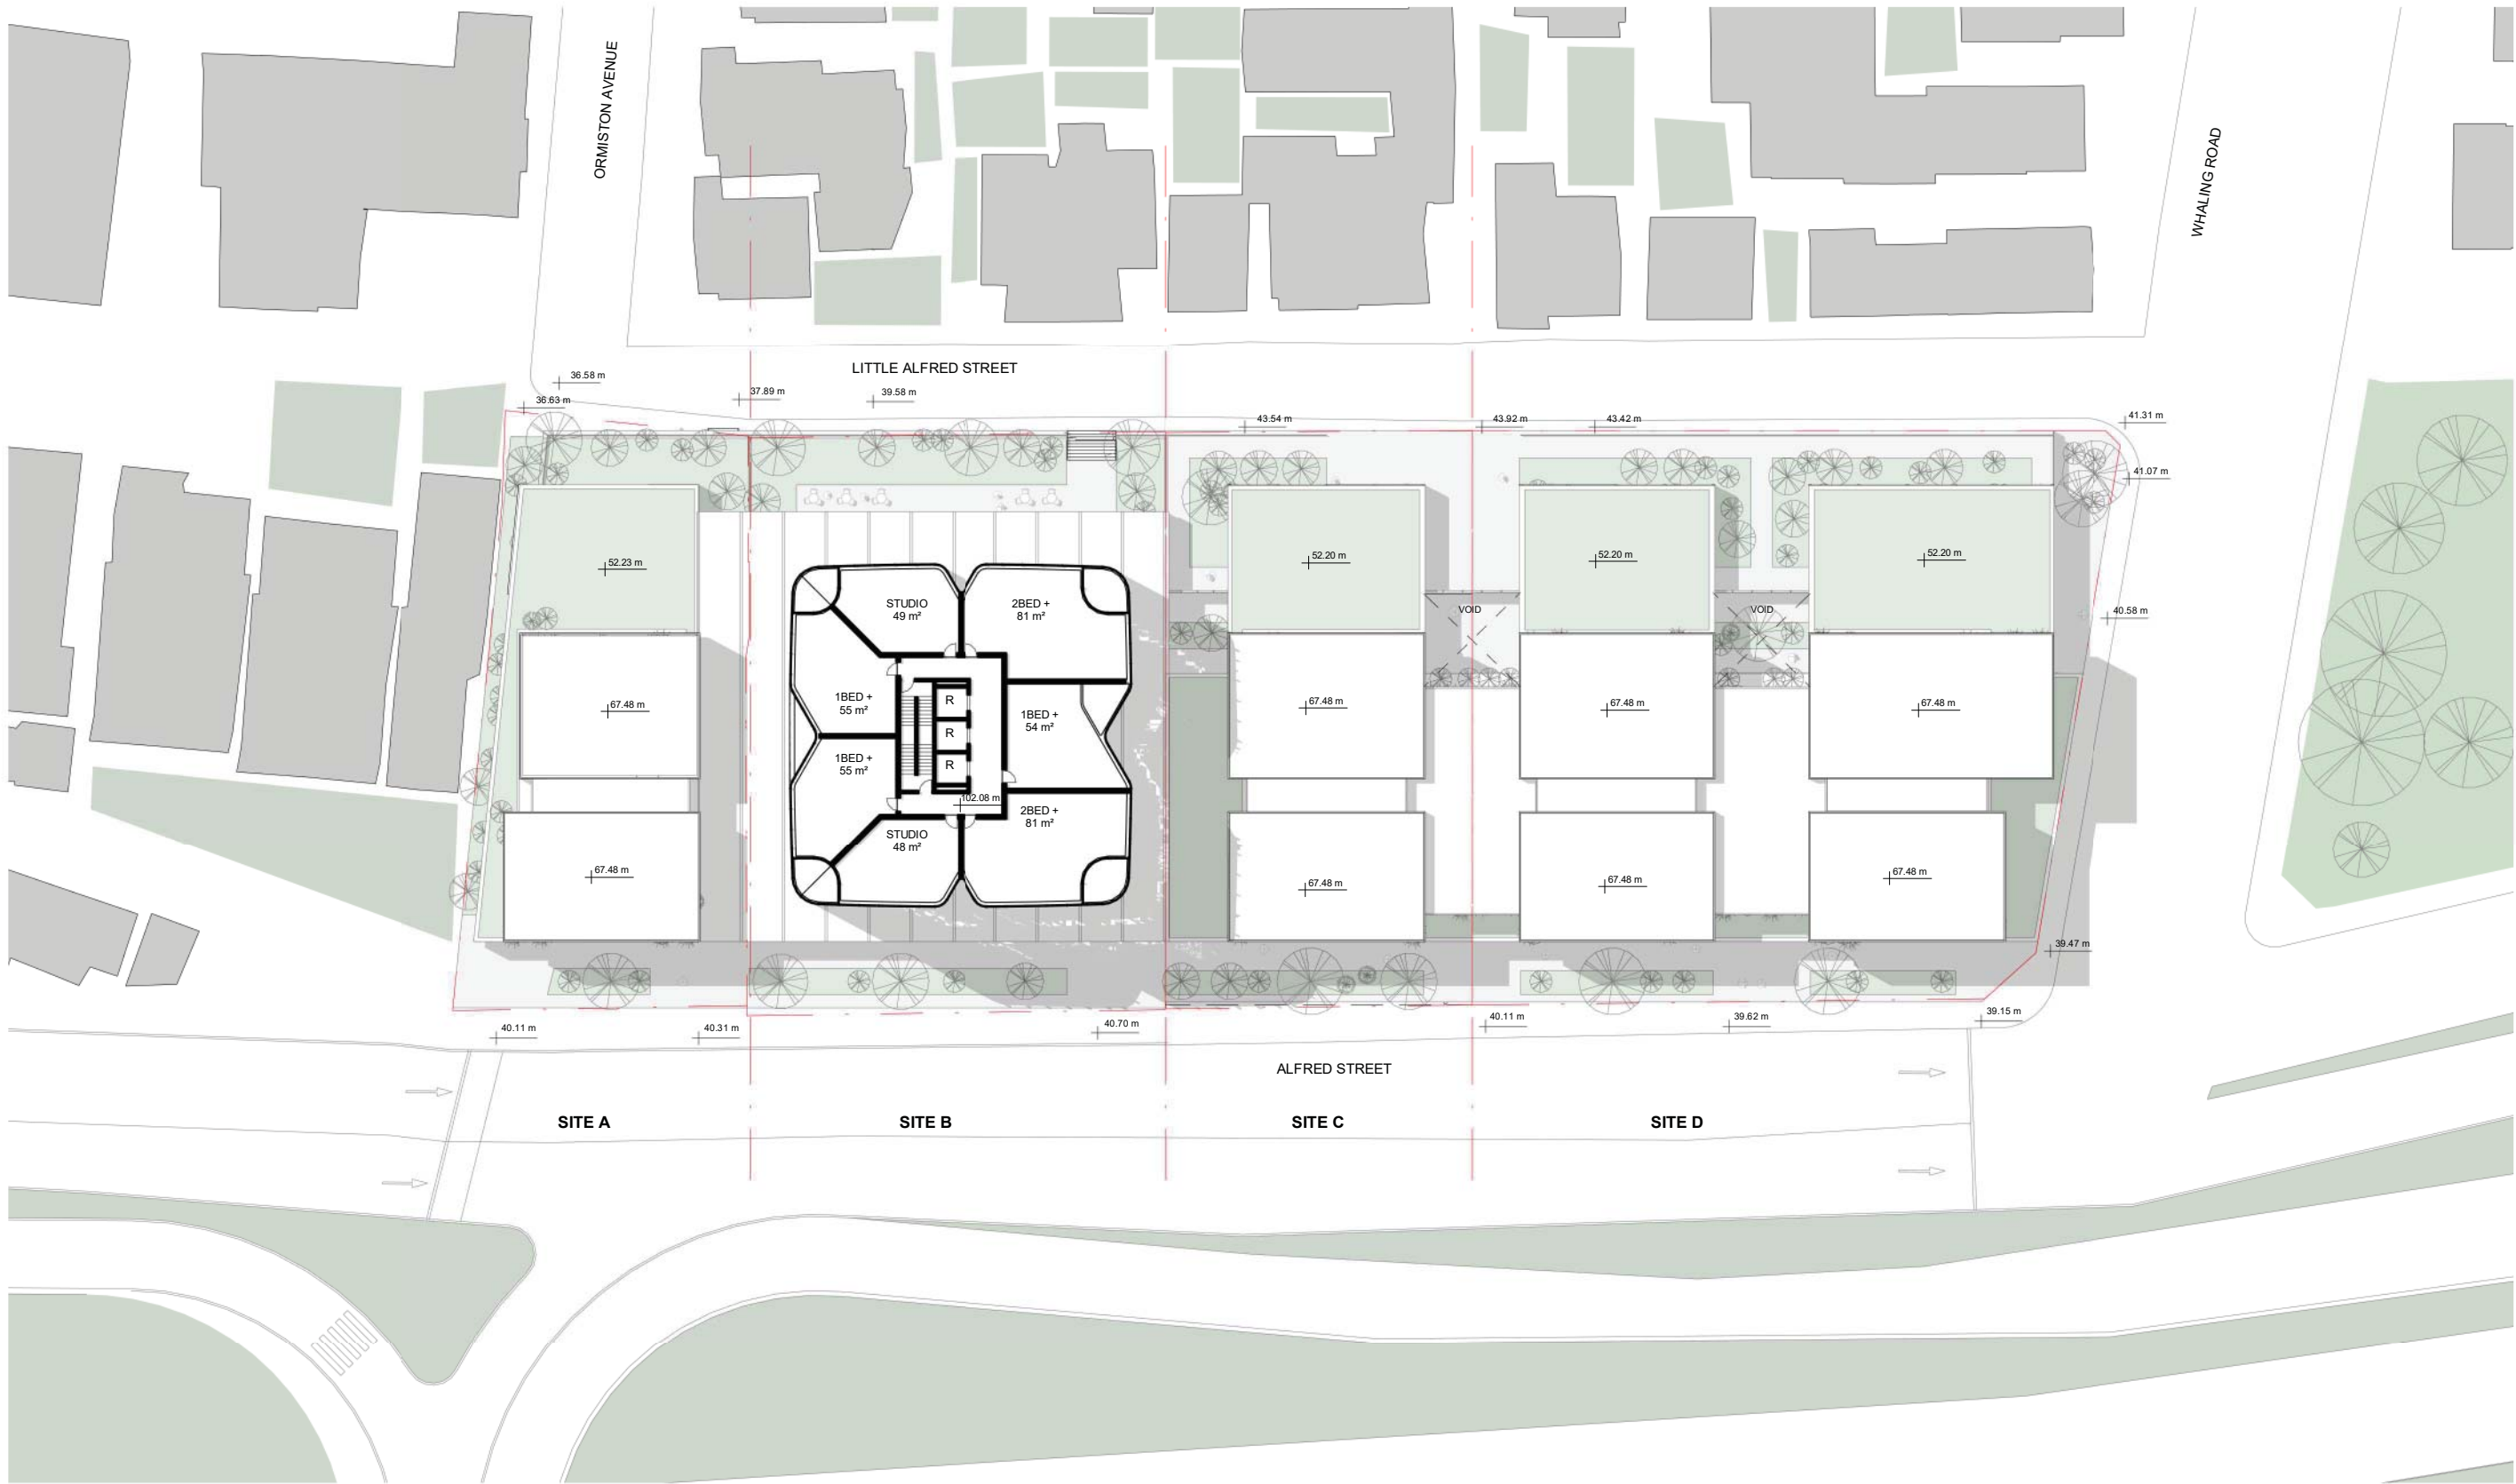 ORMISTON AVENUE
WHALING ROAD
LITTLE ALFRED STREET
36.58 m
36.63 m
37.89 m
39.58 m
43.54 m
43.92 m
43.42 m
41.31 m
41.07 m
40.58 m
52.23 m
52.20 m
52.20 m
52.20 m
VOID
VOID
STUDIO
49 m²
2BED +
81 m²
1BED +
55 m²
R
R
R
1BED +
54 m²
1BED +
55 m²
102.08 m
2BED +
81 m²
STUDIO
48 m²
67.48 m
67.48 m
67.48 m
67.48 m
67.48 m
67.48 m
67.48 m
67.48 m
39.47 m
40.11 m
40.31 m
40.70 m
40.11 m
39.62 m
39.15 m
ALFRED STREET
SITE A
SITE B
SITE C
SITE D